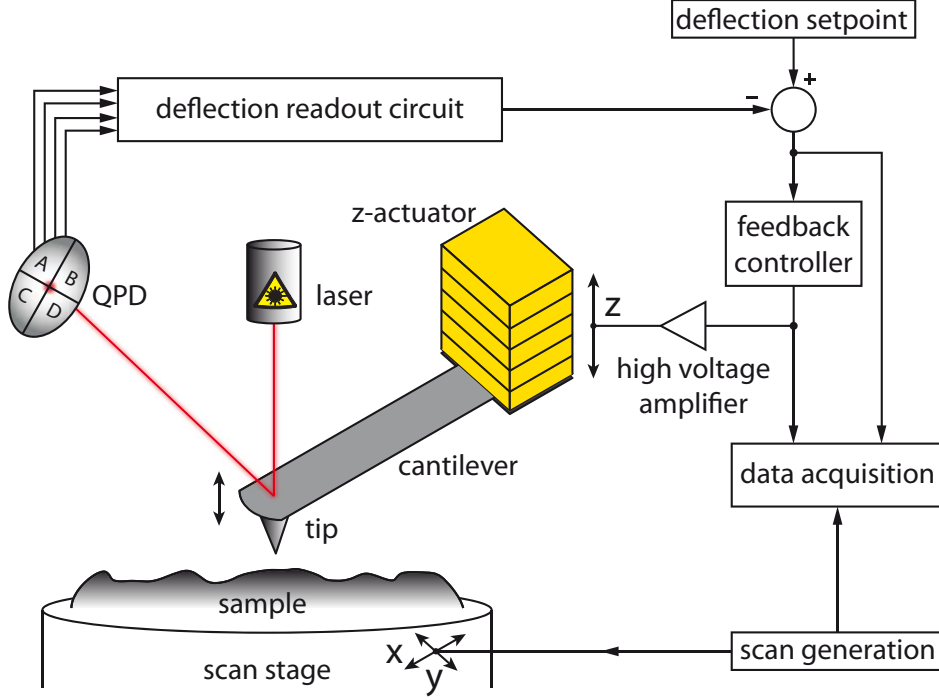 deflection setpoint
+
-
deflection readout circuit
z-actuator
feedback
controller
A
B
C
D
QPD
laser
z
high voltage
amplifier
cantilever
data acquisition
tip
sample
scan stage
x
y
scan generation